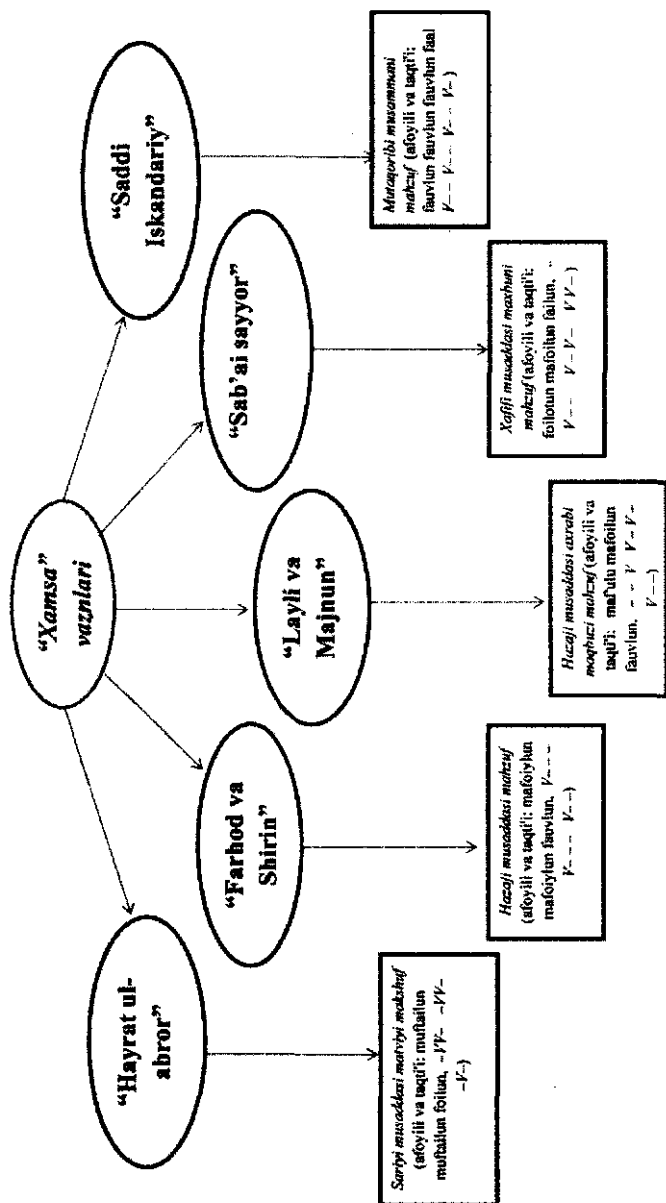 “Xamsa”
vaznlari
“Hayrat ul-
abror”
“Farhod va
Shirin”
“Layli va
Majnun”
“Sab’ai sayyor”
“Saddi
Iskandariy”
Sariyi musaddasi matviyi makshuf
(afoyili va taqti’i: muftailun
muftailun foilun, –VV– –VV–
–V–)
Hazaji musaddasi mahzuf
(afoyili va taqti’i: mafoiylun
mafoiylun fauvlun, V– – –
V– – – V– –)
Hazaji musaddasi axrabi
maqbuzi mahzuf (afoyili va
taqti’i: maf’ulu mafoilun
fauvlun, – – V V – V –
V – –)
Xafifi musaddasi maxbuni
mahzuf (afoyili va taqti’i:
foilotun mafoilun failun, –
V – – V – V – V V –)
Mutaqoribi musammani
mahzuf (afoyili va taqti’i:
fauvlun fauvlun fauvlun faal
V – – V – – V – – V –)